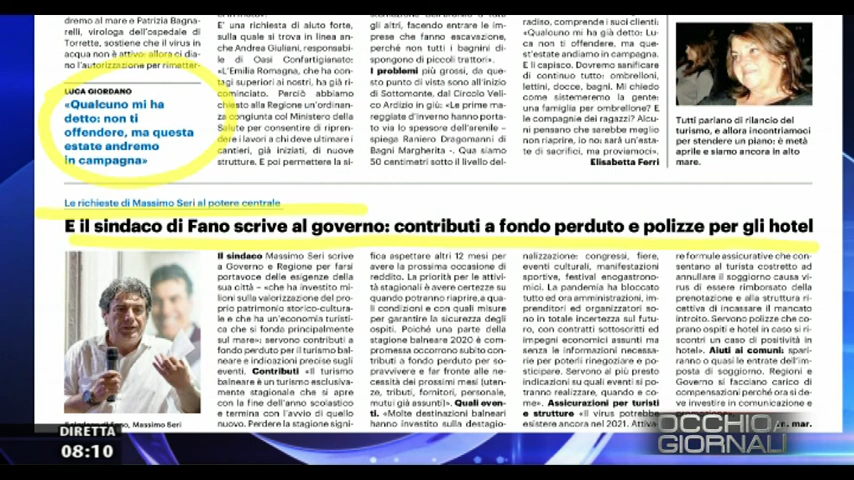 dremo al mare e Patrizia Bagna-
relli, virologa dell'ospedale di
Torrette, sostiene che il virus in
acqua non è attivo: allora ci dia-
no l'autorizzazione per rimetter-
LUCA GIORDANO
«Qualcuno mi ha
detto: non ti
offendere, ma questa
estate andremo
in campagna»
E' una richiesta di aiuto forte,
sulla quale si trova in linea an-
che Andrea Giuliani, responsabi-
le di Oasi Confartigianato:
«L'Emilia Romagna, che ha con-
tagi superiori ai nostri, ha già ri-
cominciato. Perciò abbiamo
chiesto alla Regione un'ordinan-
za congiunta col Ministero della
Salute per consentire di riprende-
re i lavori a chi deve ultimare i
cantieri, già iniziati, di nuove
strutture. E poi permettere la si-
tagi, facendo entrare le im-
prese che fanno escavazione,
perché non tutti i bagnini di-
spongono di piccoli trattori».
I problemi più grossi, da que-
sto punto di vista sono all'inizio
di Sottomonte, dal Circolo Velico
Ardizio in giù: «Le prime ma-
reggiate d'inverno hanno porta-
to via lo spessore dell'arenile –
spiega Raniero Dragomanni di
Bagni Margherita -. Qua siamo
50 centimetri sotto il livello del-
radiso, comprende i suoi clienti:
«Qualcuno mi ha già detto: Lu-
ca non ti offendere, ma que-
st'estate andiamo in campagna.
E li capisco. Dovremo sanificare
di continuo tutto: ombrelloni,
lettini, docce, bagni. Mi chiedo
come sistemeremo la gente:
una famiglia per ombrellone? E
le compagnie dei ragazzi? Alcu-
ni pensano che sarebbe meglio
non riaprire, io no: sarà un'esta-
te di sacrifici, ma proviamoci».
Elisabetta Ferri
Tutti parlano di rilancio del
turismo, e allora incontriamoci
per stendere un piano: è metà
aprile e siamo ancora in alto
mare.
Le richieste di Massimo Seri al potere centrale
E il sindaco di Fano scrive al governo: contributi a fondo perduto e polizze per gli hotel
Il sindaco Massimo Seri scrive
a Governo e Regione per farsi
portavoce delle esigenze della
sua città – «che ha investito mi-
lioni sulla valorizzazione del pro-
prio patrimonio storico-cultura-
le e che ha un'economia turisti-
ca che si fonda principalmente
sul mare»: servono contributi a
fondo perduto per il turismo bal-
neare e indicazioni precise sugli
eventi. Contributi «Il turismo
balneare è un turismo esclusiva-
mente stagionale che si apre
con la fine dell'anno scolastico
e termina con l'avvio di quello
nuovo. Perdere la stagione signi-
fica aspettare altri 12 mesi per
avere la prossima occasione di
reddito. La priorità per le attivi-
tà stagionali è avere certezze su
quando potranno riaprire, a qua-
li condizioni e con quali misure
per garantire la sicurezza degli
ospiti. Poiché una parte della
stagione balneare 2020 è com-
promessa occorrono subito con-
tributi a fondo perduto per so-
pravvivere e far fronte alle ne-
cessità dei prossimi mesi (uten-
ze, tributi, fornitori, personale,
mutui già assunti)». Quali even-
ti. «Molte destinazioni balneari
hanno investito sulla destagio-
nalizzazione: congressi, fiere,
eventi culturali, manifestazioni
sportive, festival enogastrono-
mici. La pandemia ha bloccato
tutto ed ora amministrazioni, im-
prenditori ed organizzatori so-
no in totale incertezza sul futu-
ro, con contratti sottoscritti ed
impegni economici assunti ma
senza le informazioni necessa-
rie per poterli rinegoziare e po-
sticipare. Servono al più presto
indicazioni su quali eventi si po-
tranno realizzare, quando e co-
me». Assicurazioni per turisti
e strutture «Il virus potrebbe
esistere ancora nel 2021. Attiva-
re formule assicurative che con-
sentano al turista costretto ad
annullare il soggiorno causa vi-
rus di essere rimborsato della
prenotazione e alla struttura ri-
cettiva di incassare il mancato
introito. Servono polizze che co-
prano ospiti e hotel in caso si ri-
scontri un caso di positività in
hotel». Aiuti ai comuni: spari-
ranno o quasi le entrate dell'im-
posta di soggiorno. Regioni e
Governo si facciano carico di
compensazioni perché ora si de-
ve investire in comunicazione e
m. mar.
Massimo Seri
DIRETTA
08:10
OCCHIO AI
GIORNALI